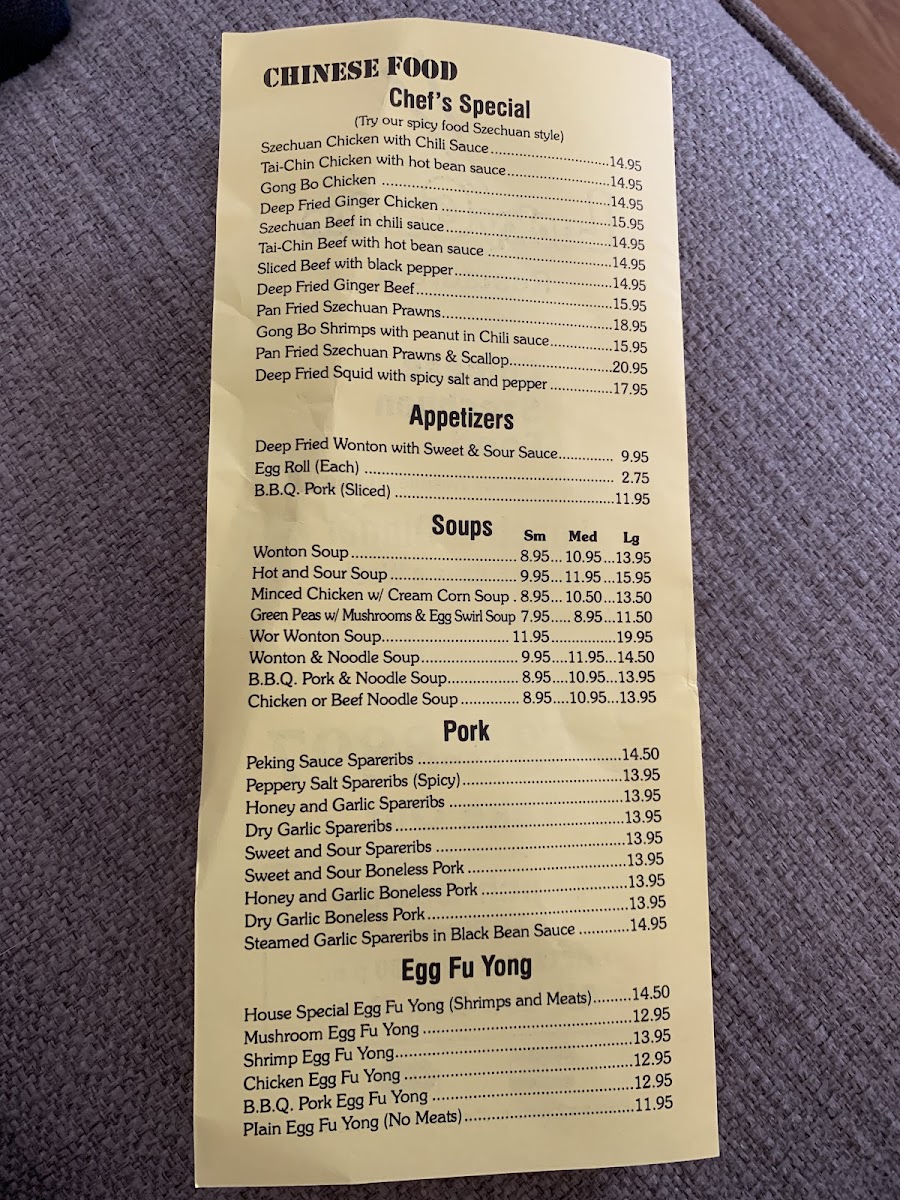 CHINESE FOOD
Chef's Special
(Try our spicy food Szechuan style)
Szechuan Chicken with Chili Sauce..............................14.95
Tai-Chin Chicken with hot bean sauce..........................14.95
Gong Bo Chicken ....................................................14.95
Deep Fried Ginger Chicken ......................................15.95
Szechuan Beef in chili sauce......................................14.95
Tai-Chin Beef with hot bean sauce .............................14.95
Sliced Beef with black pepper....................................14.95
Deep Fried Ginger Beef............................................15.95
Pan Fried Szechuan Prawns.......................................18.95
Gong Bo Shrimps with peanut in Chili sauce...............15.95
Pan Fried Szechuan Prawns & Scallop........................20.95
Deep Fried Squid with spicy salt and pepper ..............17.95
Appetizers
Deep Fried Wonton with Sweet & Sour Sauce............. 9.95
Egg Roll (Each) ........................................................ 2.75
B.B.Q. Pork (Sliced) .................................................11.95
Soups Sm Med Lg
Wonton Soup..................................... 8.95... 10.95...13.95
Hot and Sour Soup ............................. 9.95... 11.95...15.95
Minced Chicken w/ Cream Corn Soup . 8.95... 10.50...13.50
Green Peas w/ Mushrooms & Egg Swirl Soup 7.95..... 8.95...11.50
Wor Wonton Soup............................. 11.95...............19.95
Wonton & Noodle Soup...................... 9.95....11.95...14.50
B.B.Q. Pork & Noodle Soup................ 8.95....10.95...13.95
Chicken or Beef Noodle Soup ............. 8.95....10.95...13.95
Pork
Peking Sauce Spareribs .............................................14.50
Peppery Salt Spareribs (Spicy)....................................13.95
Honey and Garlic Spareribs .......................................13.95
Dry Garlic Spareribs ..................................................13.95
Sweet and Sour Spareribs ..........................................13.95
Sweet and Sour Boneless Pork ...................................13.95
Honey and Garlic Boneless Pork ................................13.95
Dry Garlic Boneless Pork............................................13.95
Steamed Garlic Spareribs in Black Bean Sauce ...........14.95
Egg Fu Yong
House Special Egg Fu Yong (Shrimps and Meats).........14.50
Mushroom Egg Fu Yong ............................................12.95
Shrimp Egg Fu Yong..................................................13.95
Chicken Egg Fu Yong ................................................12.95
B.B.Q. Pork Egg Fu Yong ..........................................12.95
Plain Egg Fu Yong (No Meats)....................................11.95